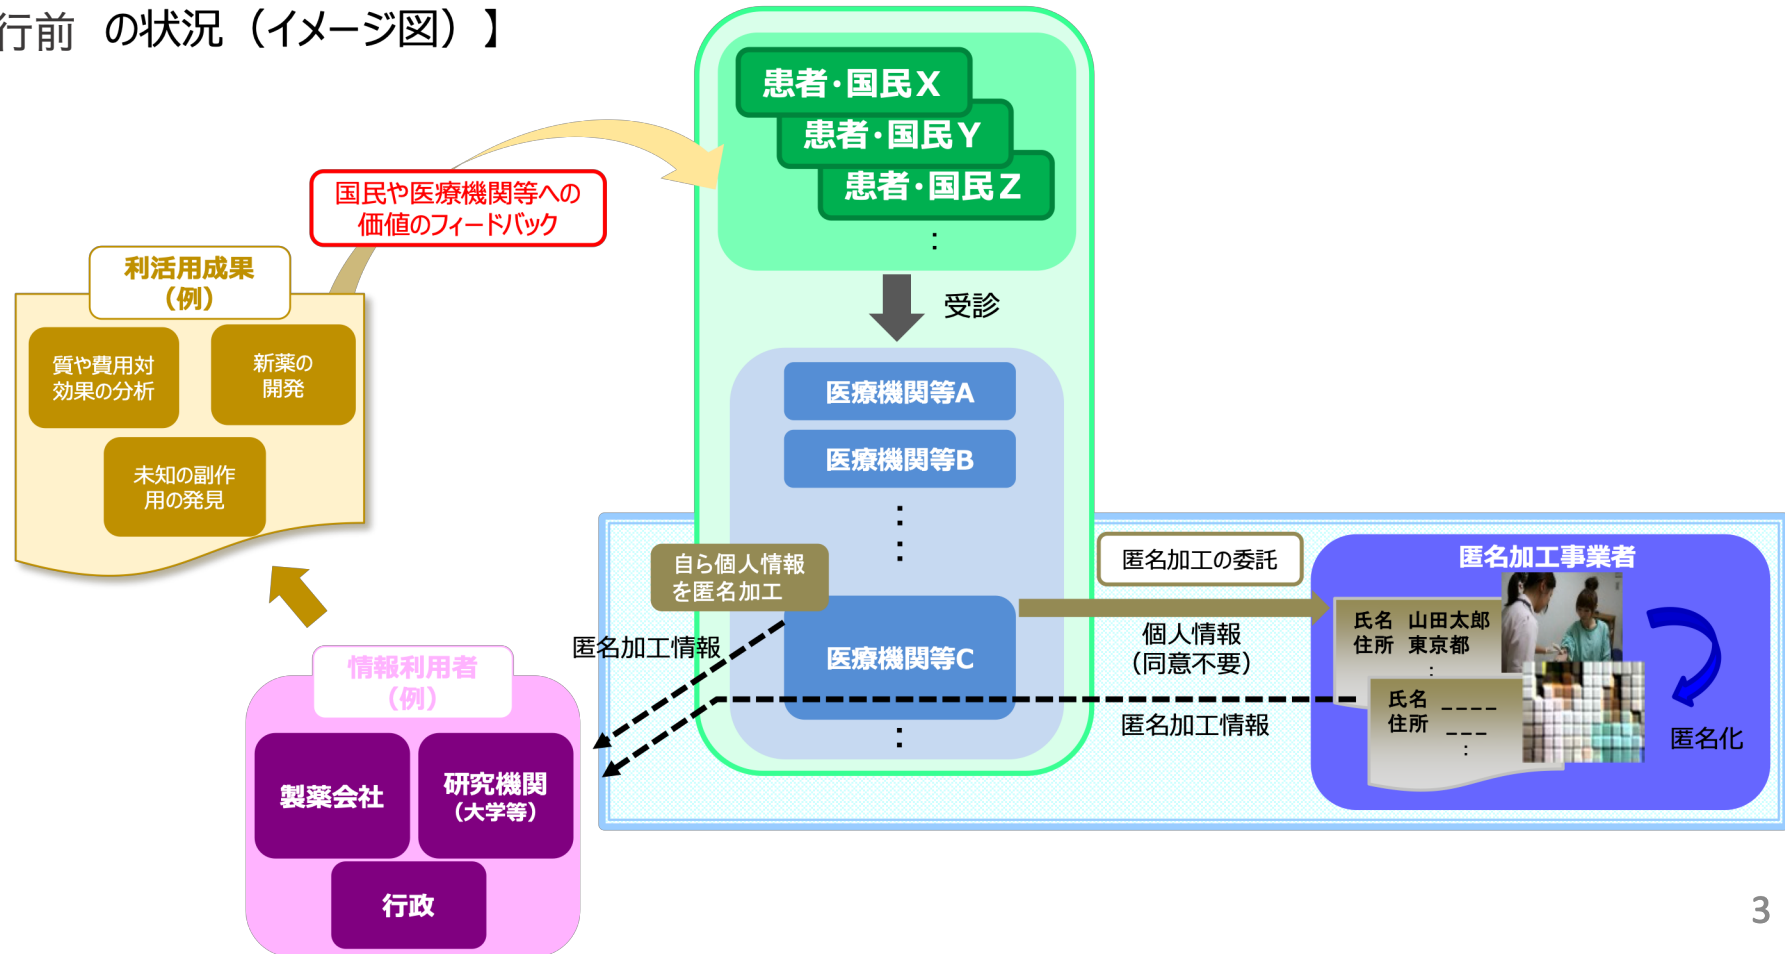 行前 の状況（イメージ図）】
患者・国民X
患者・国民Y
患者・国民Z
：
受診
国民や医療機関等への
価値のフィードバック
利活用成果
（例）
質や費用対
効果の分析
新薬の
開発
未知の副作
用の発見
医療機関等A
医療機関等B
：
：
自ら個人情報
を匿名加工
医療機関等C
：
匿名加工の委託
個人情報
（同意不要）
匿名加工情報
匿名加工情報
匿名加工事業者
氏名 山田太郎
住所 東京都
：
氏名 ____
住所 ___
：
匿名化
情報利用者
（例）
製薬会社
研究機関
（大学等）
行政
3